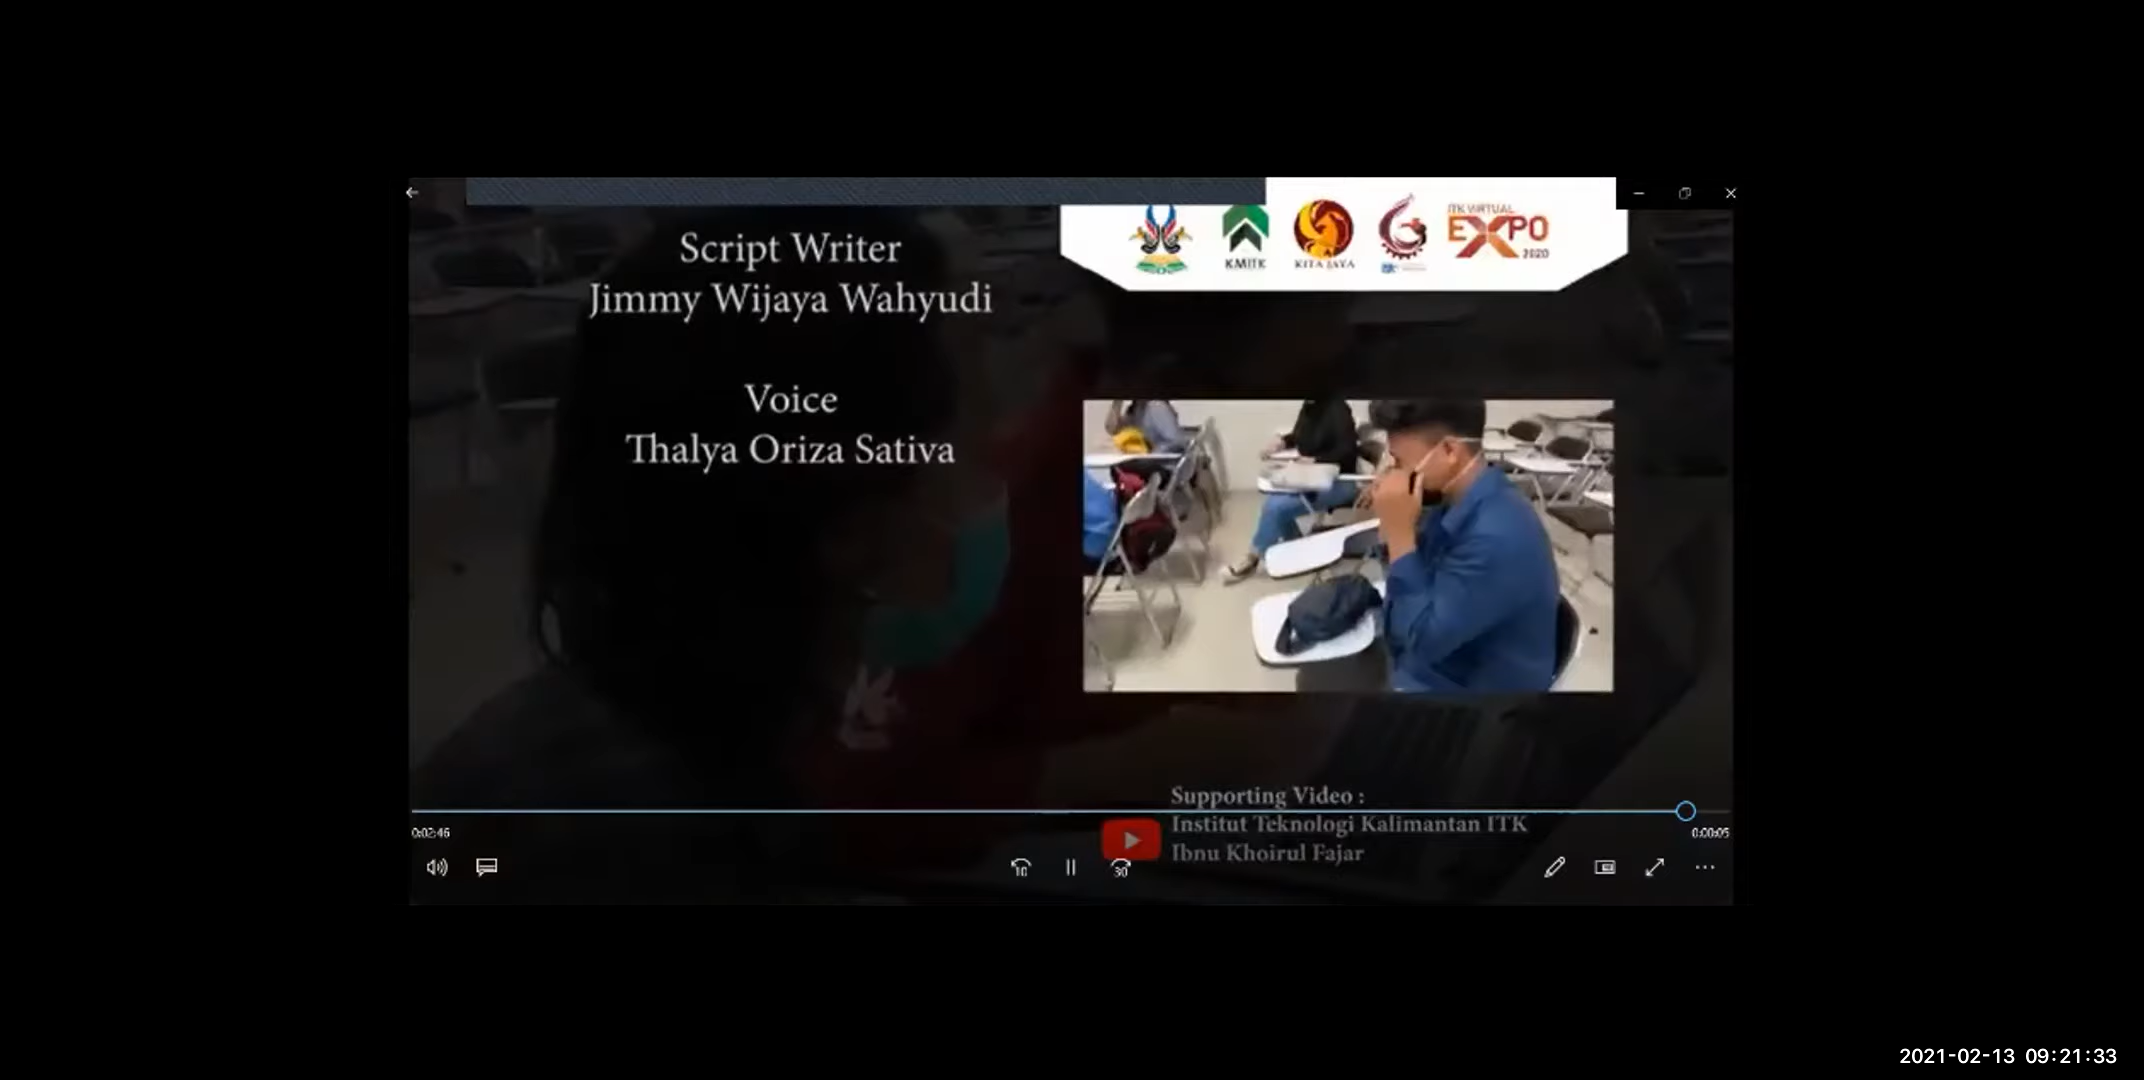 Script Writer
Jimmy Wijaya Wahyudi
Voice
Thalya Oriza Sativa
KMITK
KITA JAYA
ITK VIRTUAL
EXPO
2020
Supporting Video :
Institut Teknologi Kalimantan ITK
Ibnu Khoirul Fajar
0:02:46
0:00:05
10
30
2021-02-13 09:21:33